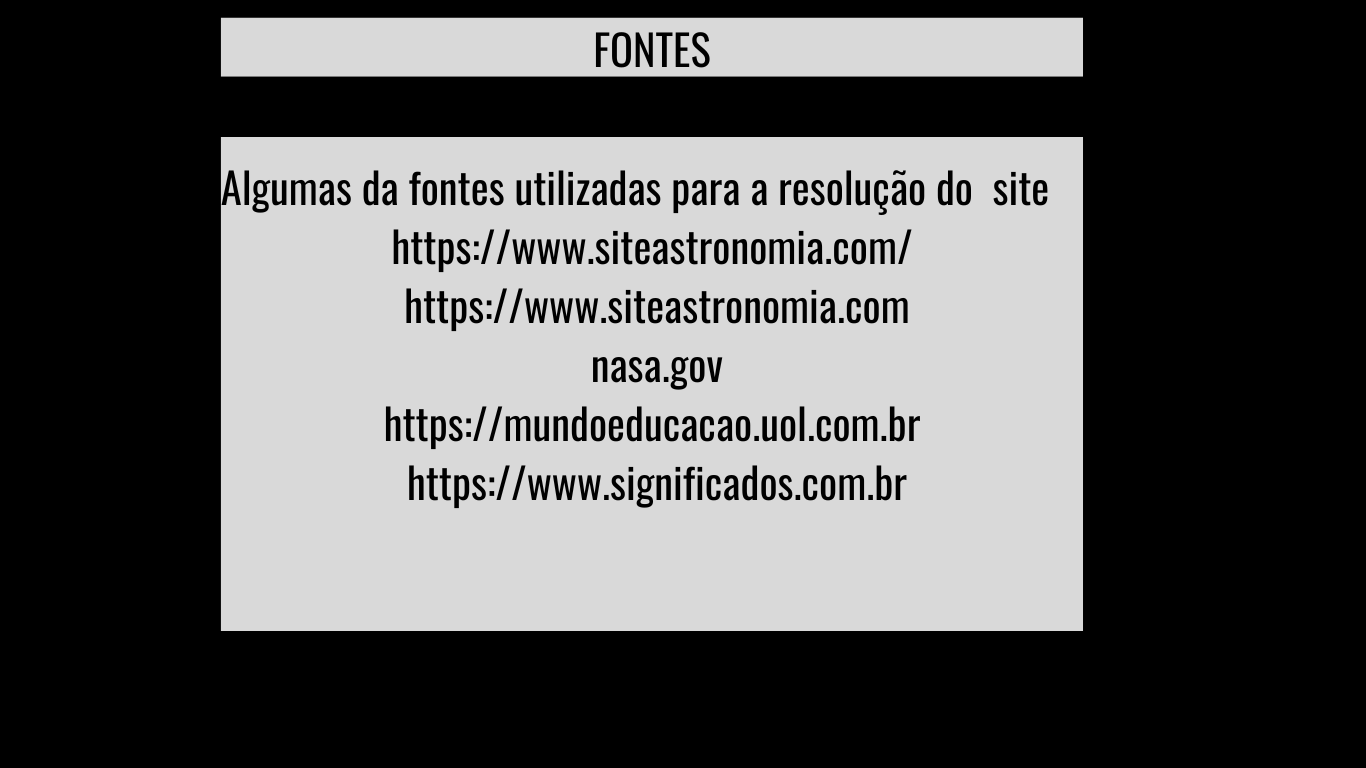 FONTES
Algumas da fontes utilizadas para a resolução do  site
https://www.siteastronomia.com/
https://www.siteastronomia.com
nasa.gov
https://mundoeducacao.uol.com.br
https://www.significados.com.br